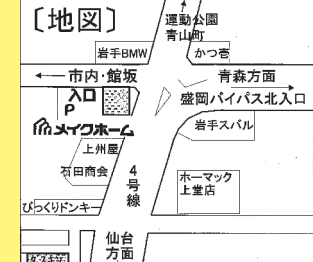 〔地図〕
運動公園
青山町
岩手BMW
かつ壱
←市内・館坂
青森方面→
入口
P
盛岡バイパス北入口
メイクホーム
岩手スバル
上州屋
石田商会
4号線
ホーマック
上堂店
びっくりドンキー
仙台
方面